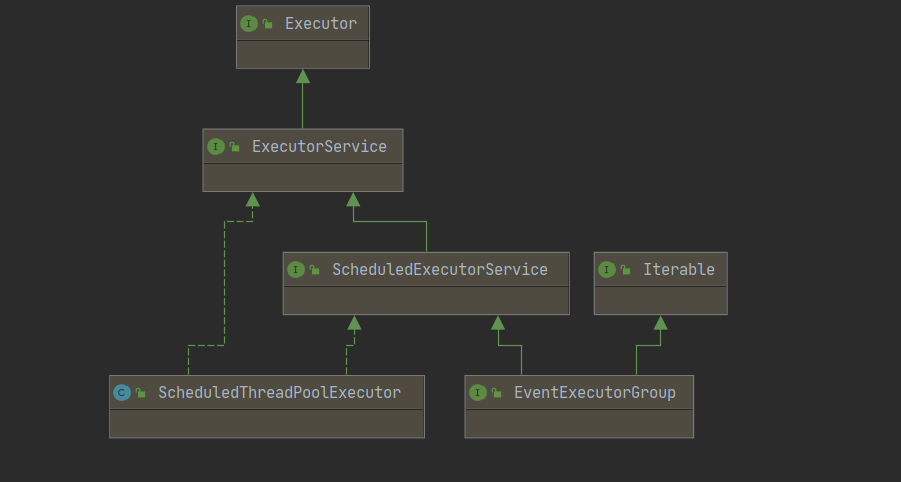 I Executor
I ExecutorService
I ScheduledExecutorService
I Iterable
C ScheduledThreadPoolExecutor
I EventExecutorGroup